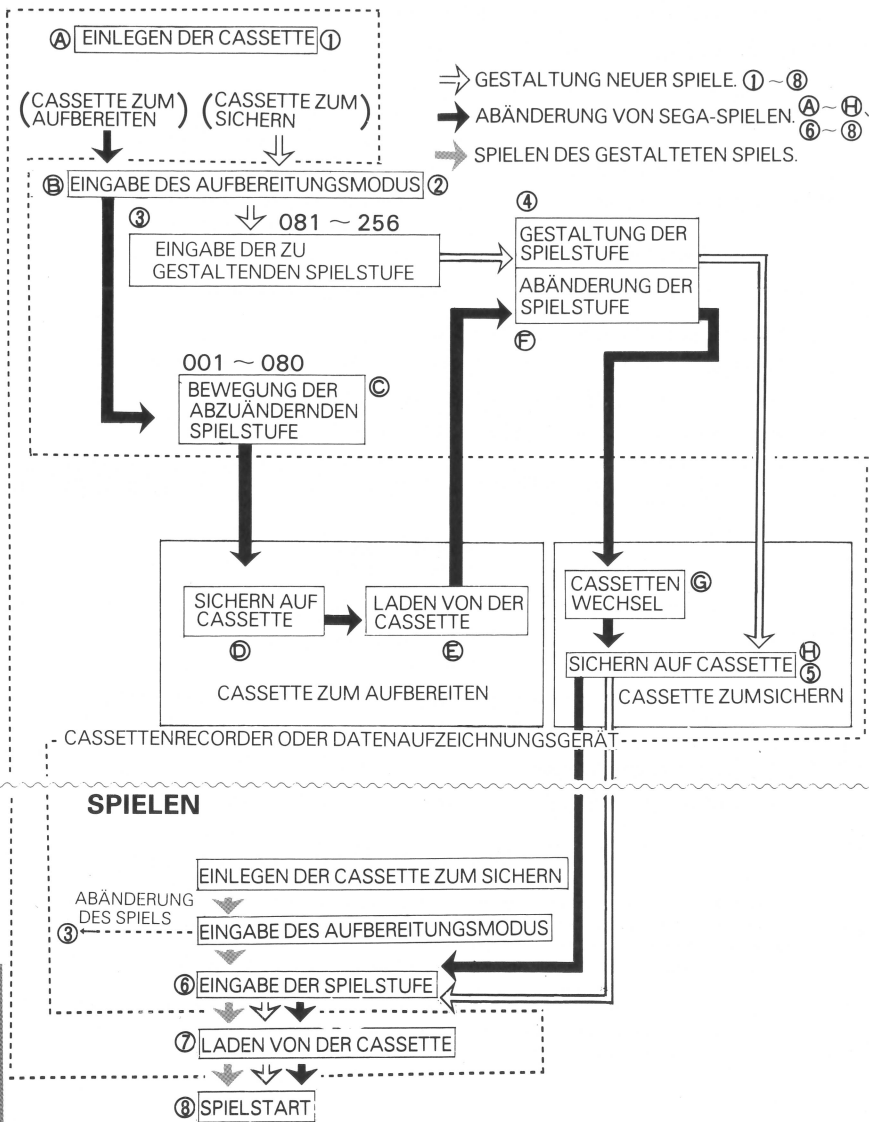 Ⓐ EINLEGEN DER CASSETTE ①
(CASSETTE ZUM AUFBEREITEN)
(CASSETTE ZUM SICHERN)
⇨ GESTALTUNG NEUER SPIELE. ①~⑧
➡ ABÄNDERUNG VON SEGA-SPIELEN. Ⓐ~Ⓗ、
⑥~⑧
SPIELEN DES GESTALTETEN SPIELS.
Ⓑ EINGABE DES AUFBEREITUNGSMODUS ②
③ 081 ~ 256
EINGABE DER ZU
GESTALTENDEN SPIELSTUFE
④
GESTALTUNG DER
SPIELSTUFE
ABÄNDERUNG DER
SPIELSTUFE
Ⓕ
001 ~ 080
BEWEGUNG DER
ABZUÄNDERNDEN
SPIELSTUFE
Ⓒ
SICHERN AUF
CASSETTE
Ⓓ
LADEN VON DER
CASSETTE
Ⓔ
CASSETTE ZUM AUFBEREITEN
CASSETTEN
WECHSEL
Ⓖ
SICHERN AUF CASSETTE Ⓗ
⑤
CASSETTE ZUMSICHERN
CASSETTENRECORDER ODER DATENAUFZEICHNUNGSGERÄT
SPIELEN
EINLEGEN DER CASSETTE ZUM SICHERN
ABÄNDERUNG
DES SPIELS
③
EINGABE DES AUFBEREITUNGSMODUS
⑥ EINGABE DER SPIELSTUFE
⑦ LADEN VON DER CASSETTE
⑧ SPIELSTART